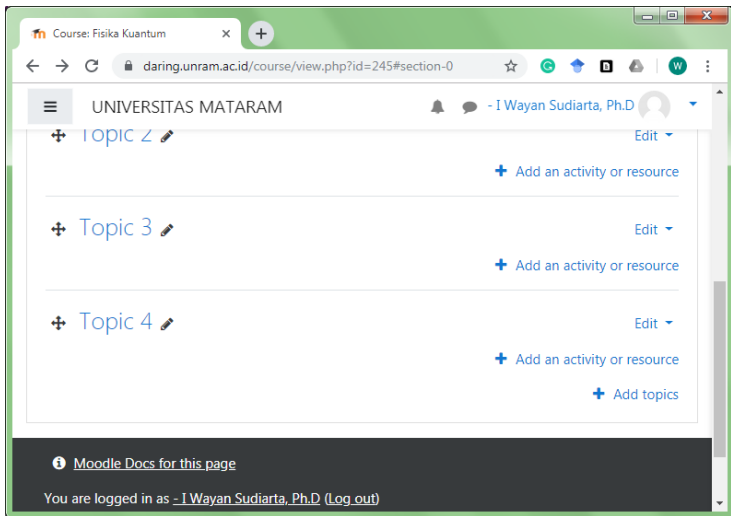 Course: Fisika Kuantum
daring.unram.ac.id/course/view.php?id=245#section-0
W
UNIVERSITAS MATARAM
- I Wayan Sudiarta, Ph.D
Topic 2
Edit
Add an activity or resource
Topic 3
Edit
Add an activity or resource
Topic 4
Edit
Add an activity or resource
Add topics
Moodle Docs for this page
You are logged in as - I Wayan Sudiarta, Ph.D (Log out)